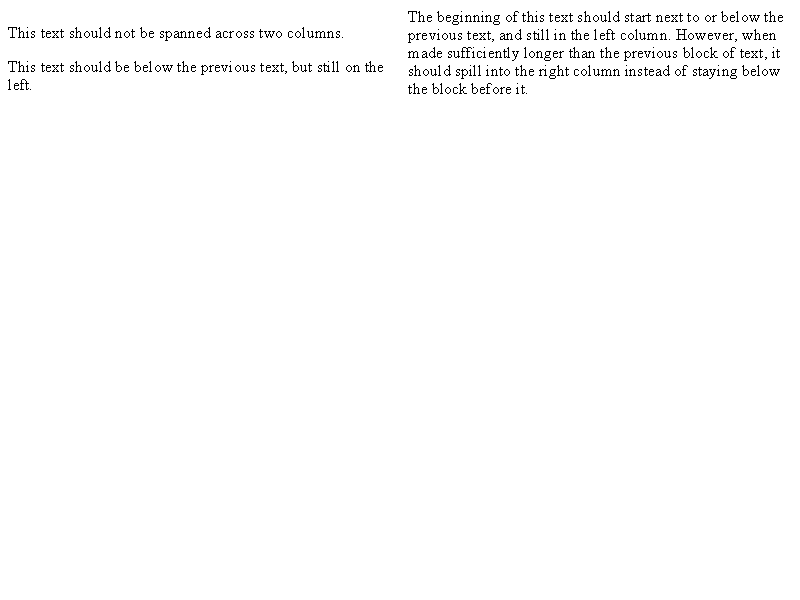 This text should not be spanned across two columns.
This text should be below the previous text, but still on the
left.
The beginning of this text should start next to or below the
previous text, and still in the left column. However, when
made sufficiently longer than the previous block of text, it
should spill into the right column instead of staying below
the block before it.